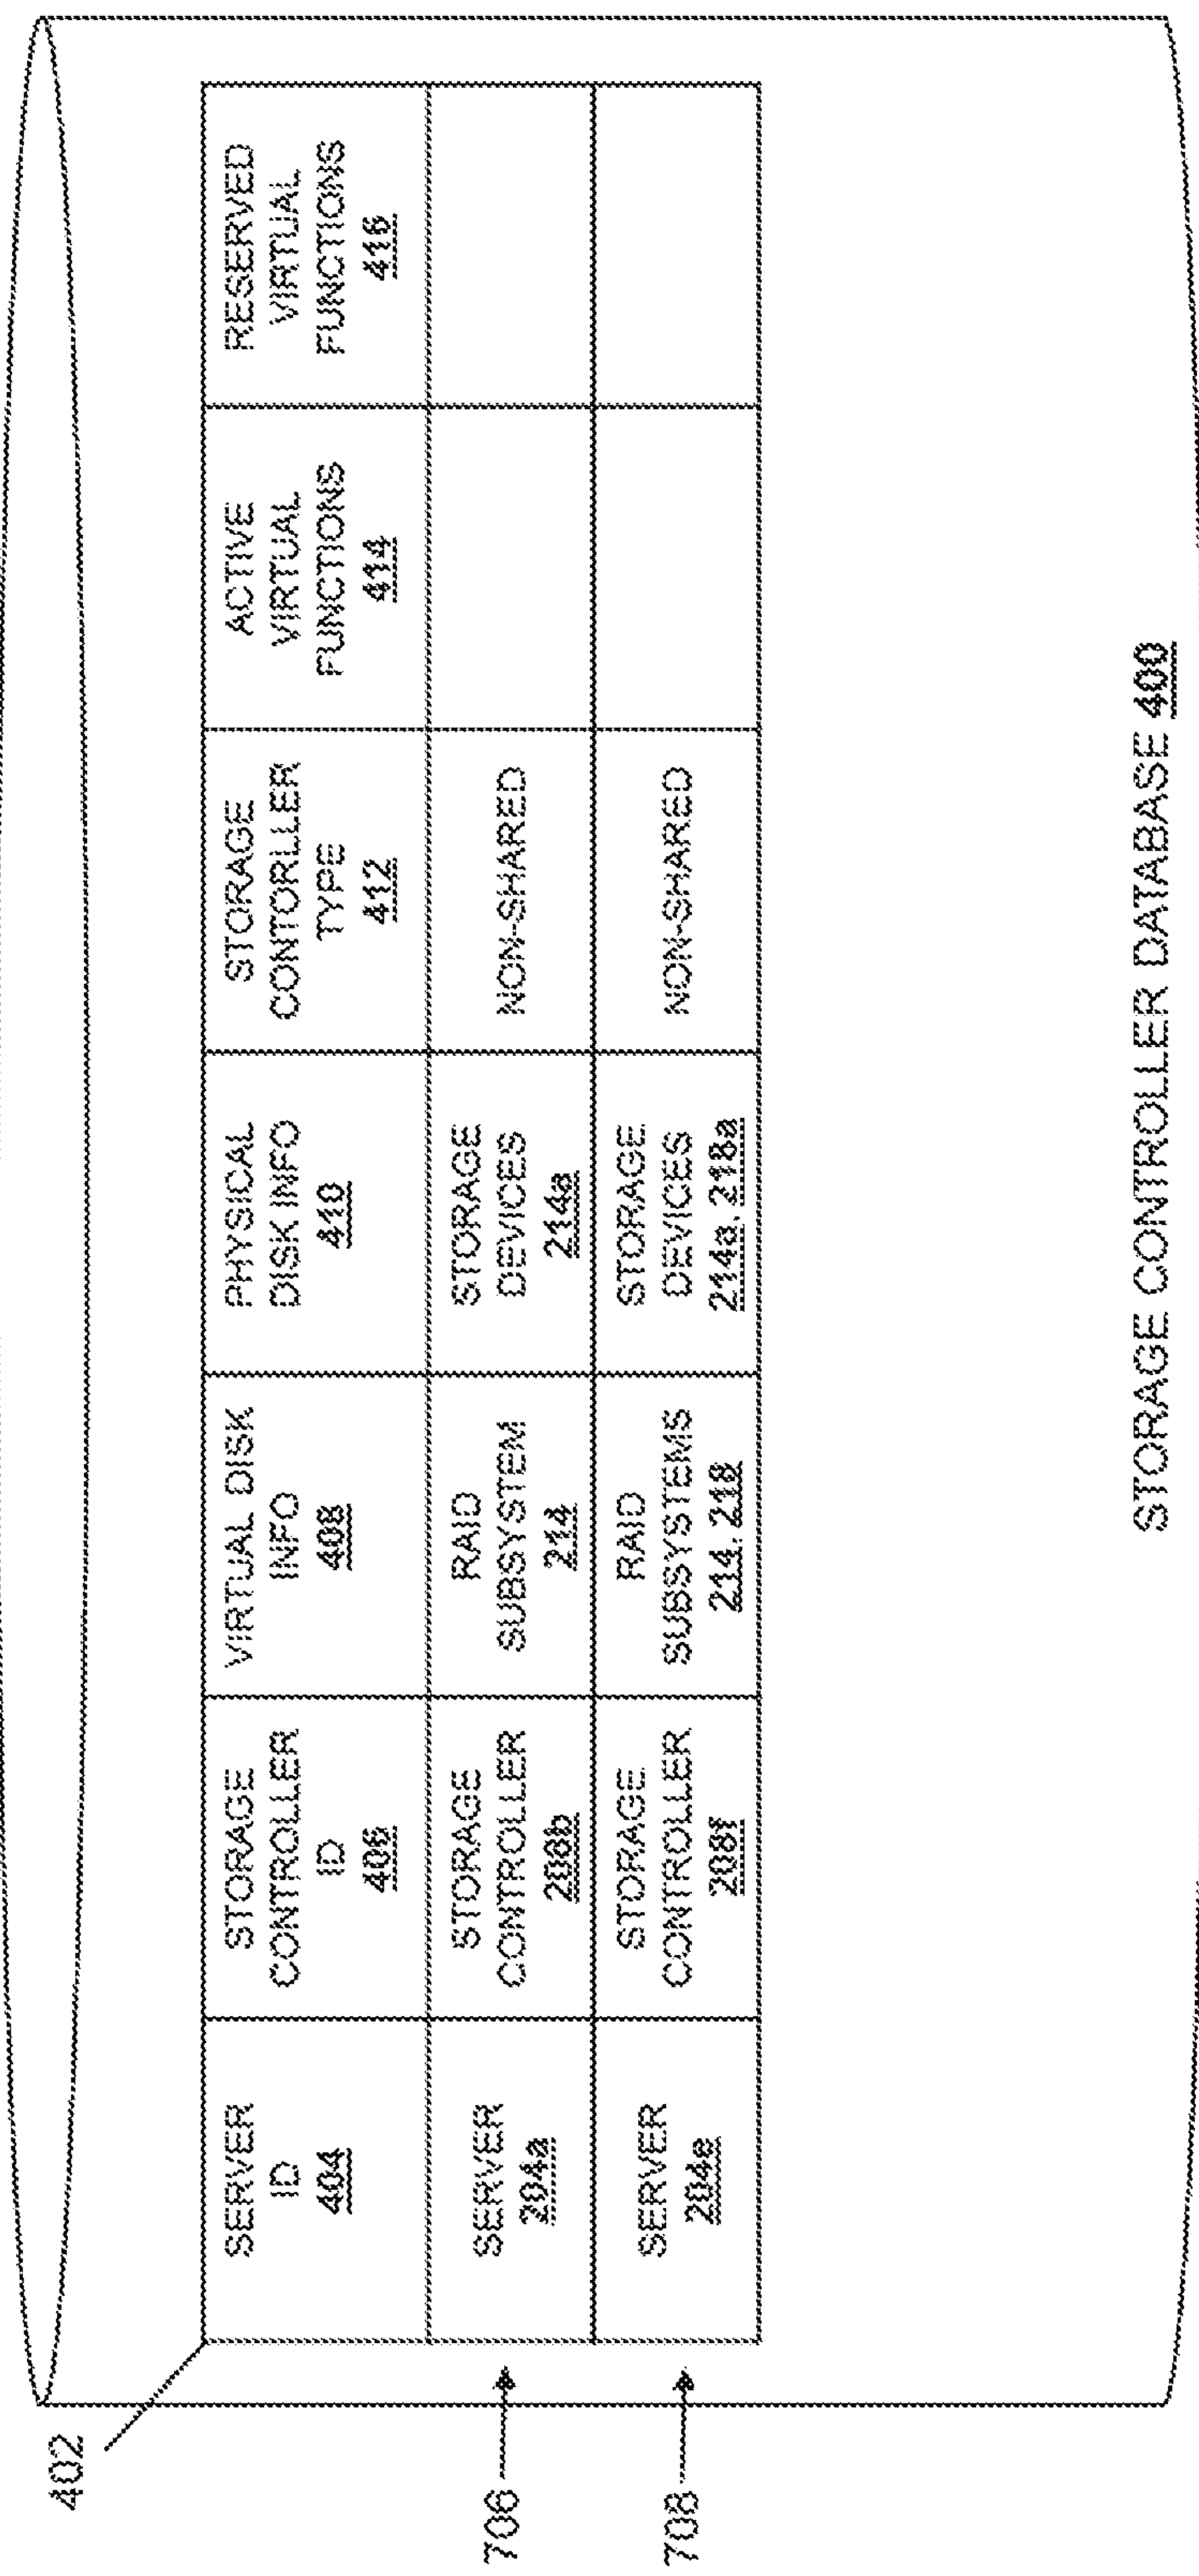 402
SERVER
ID
404
STORAGE
CONTROLLER
ID
406
VIRTUAL DISK
INFO
408
PHYSICAL
DISK INFO
410
STORAGE
CONTORLLER
TYPE
412
ACTIVE
VIRTUAL
FUNCTIONS
414
RESERVED
VIRTUAL
FUNCTIONS
416
706
SERVER
204a
STORAGE
CONTROLLER
206b
RAID
SUBSYSTEM
214
STORAGE
DEVICES
214a
NON-SHARED
708
SERVER
204e
STORAGE
CONTROLLER
208f
RAID
SUBSYSTEMS
214, 218
STORAGE
DEVICES
214a, 218a
NON-SHARED
STORAGE CONTROLLER DATABASE 400